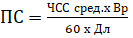 ПС = ЧСС сред.х Вр
60 х Дл